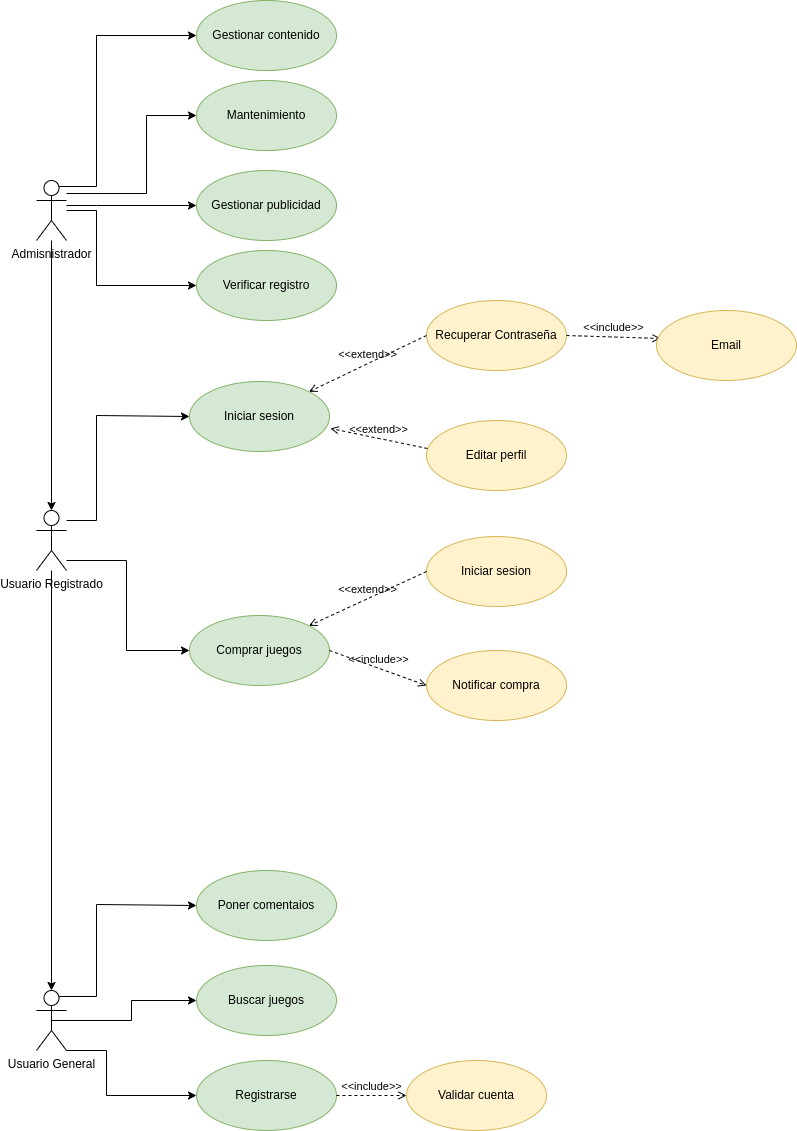 Gestionar contenido
Mantenimiento
Gestionar publicidad
Admisnistrador
Verificar registro
Recuperar Contraseña
<<include>>
Email
<<extend>>
Iniciar sesion
<<extend>>
Editar perfil
Usuario Registrado
Iniciar sesion
<<extend>>
Comprar juegos
<<include>>
Notificar compra
Poner comentaios
Buscar juegos
Usuario General
Registrarse
<<include>>
Validar cuenta